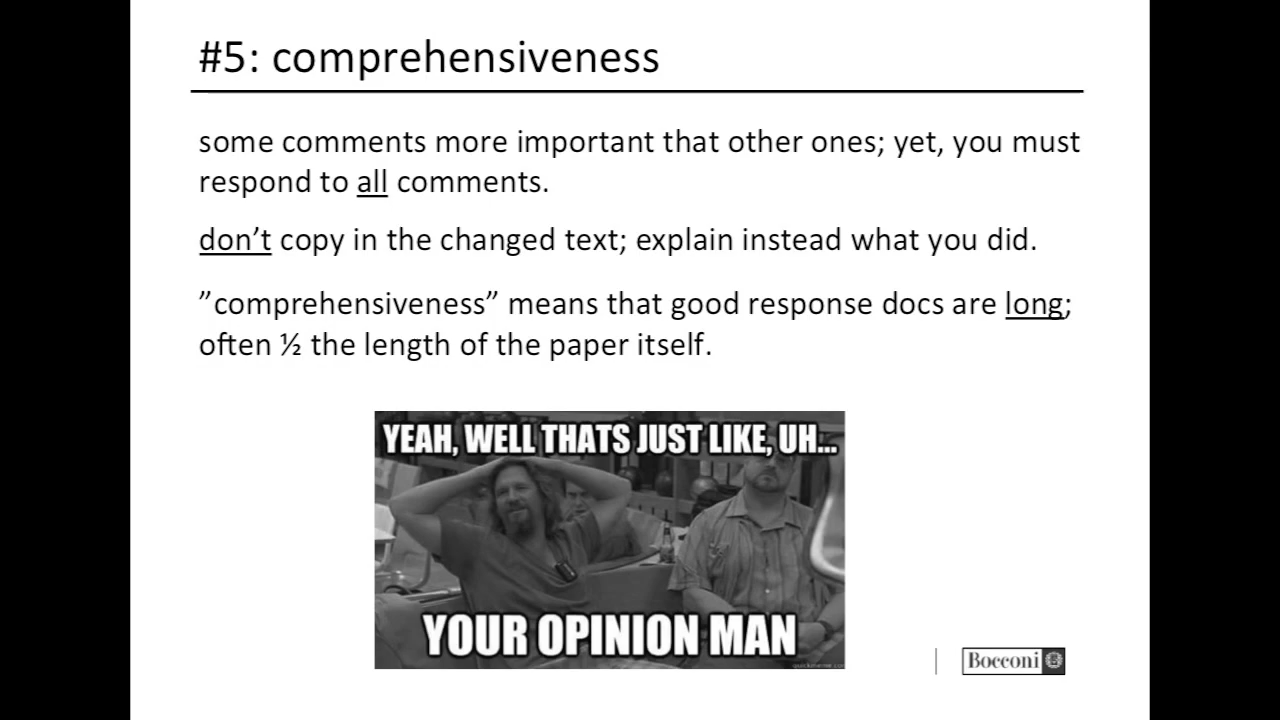 #5: comprehensiveness
some comments more important that other ones; yet, you must
respond to all comments.
don’t copy in the changed text; explain instead what you did.
”comprehensiveness” means that good response docs are long;
often ½ the length of the paper itself.
YEAH, WELL THATS JUST LIKE, UH...
YOUR OPINION MAN
quickmeme.com
Bocconi